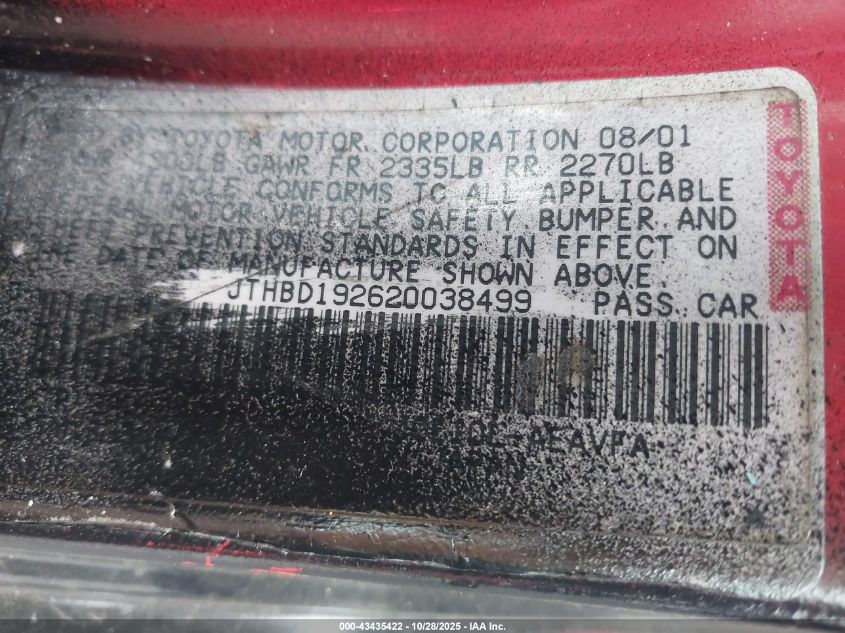 TOYOTA MOTOR CORPORATION 08/01
GAWR FR 2335LB RR 2270LB
VEHICLE CONFORMS TO ALL APPLICABLE
MOTOR VEHICLE SAFETY BUMPER AND
PREVENTION STANDARDS IN EFFECT ON
DATE OF MANUFACTURE SHOWN ABOVE.
JTHBD192620038499 PASS. CAR
TOYOTA
000-43435422 | 10/28/2025 - IAA Inc.